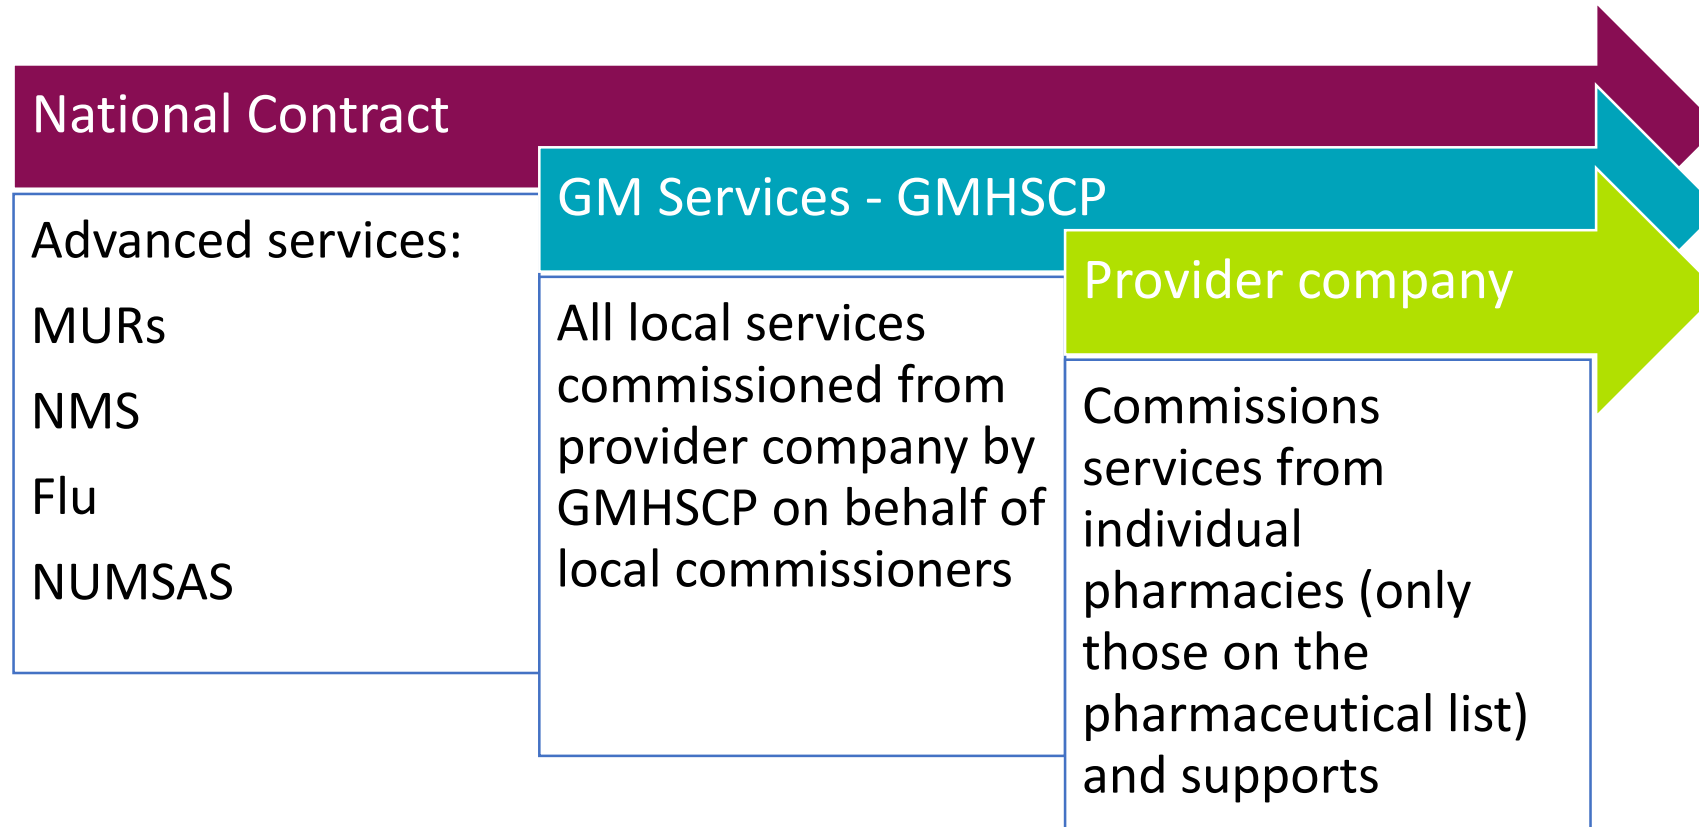 National Contract
Advanced services:
MURs
NMS
Flu
NUMSAS
GM Services - GMHSCP
All local services
commissioned from
provider company by
GMHSCP on behalf of
local commissioners
Provider company
Commissions
services from
individual
pharmacies (only
those on the
pharmaceutical list)
and supports